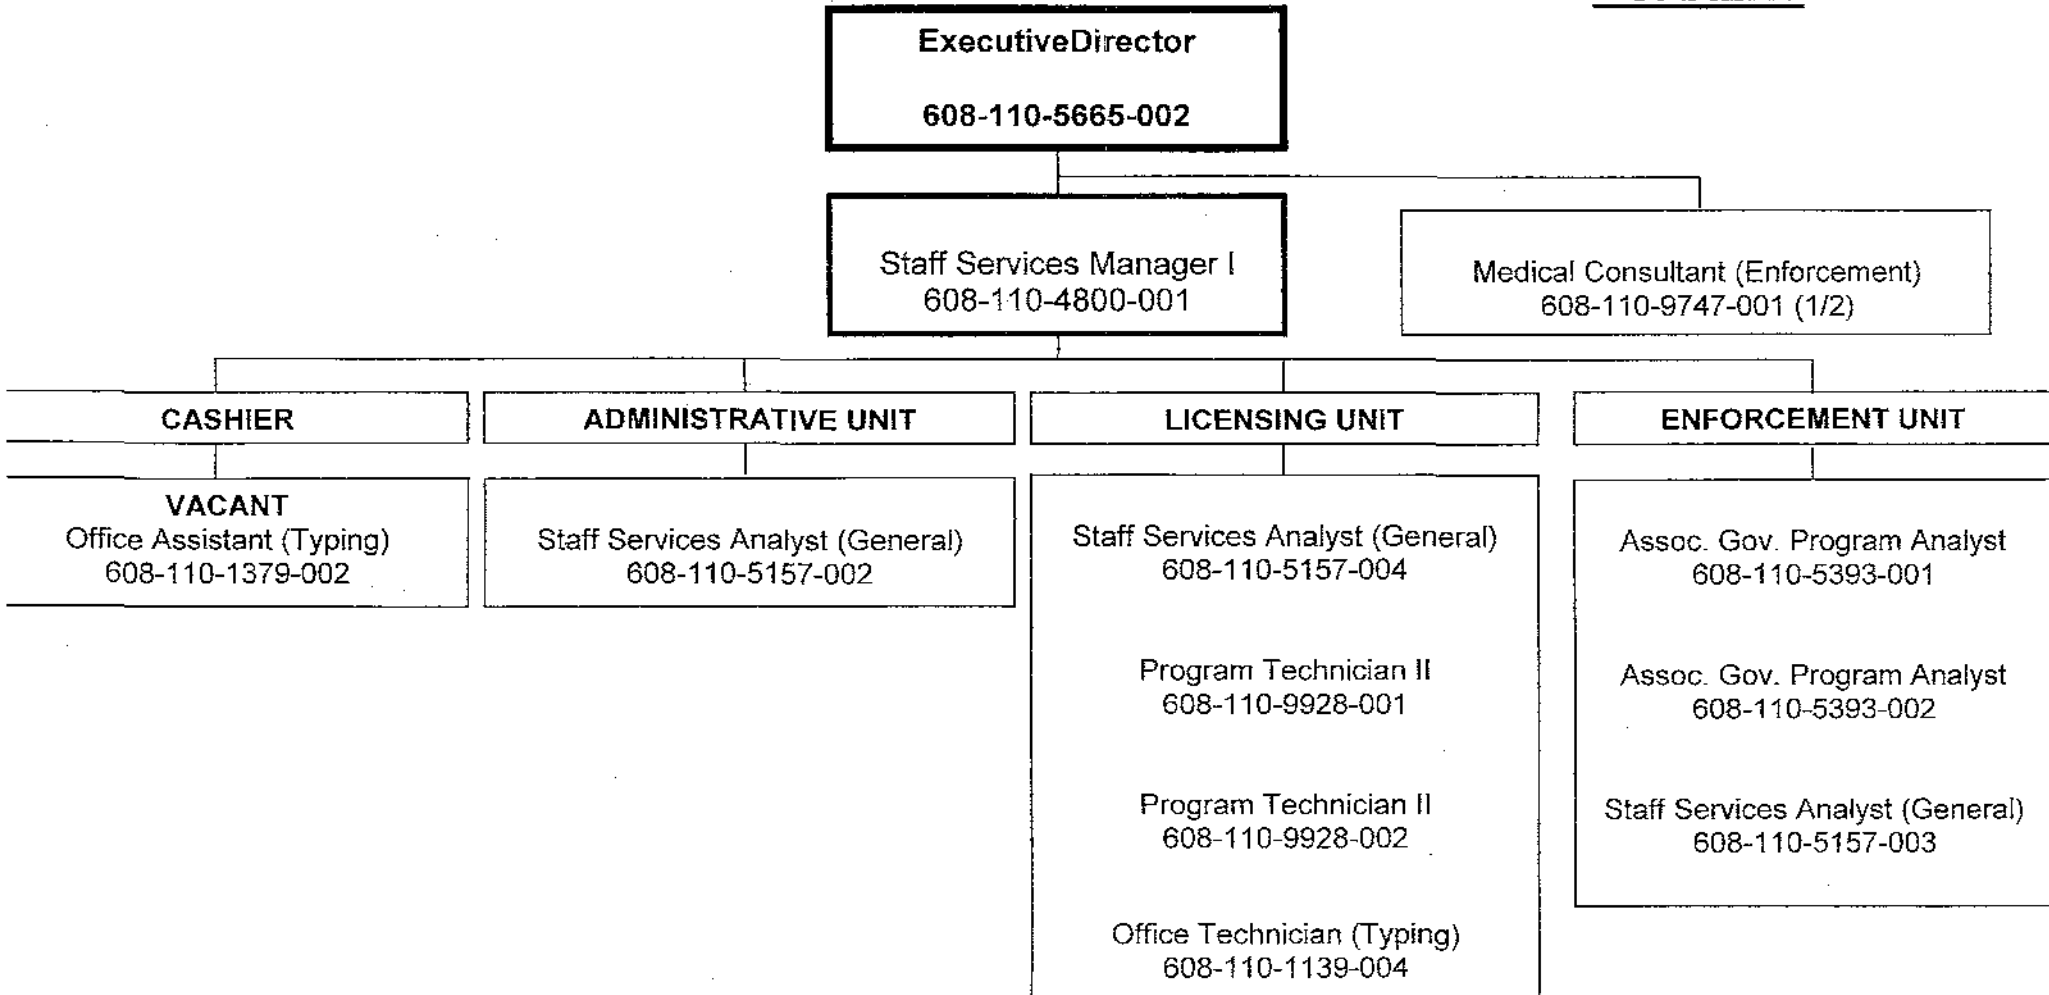 ExecutiveDirector
608-110-5665-002
Staff Services Manager I
608-110-4800-001
Medical Consultant (Enforcement)
608-110-9747-001 (1/2)
CASHIER
ADMINISTRATIVE UNIT
LICENSING UNIT
ENFORCEMENT UNIT
VACANT
Office Assistant (Typing)
608-110-1379-002
Staff Services Analyst (General)
608-110-5157-002
Staff Services Analyst (General)
608-110-5157-004
Program Technician II
608-110-9928-001
Program Technician II
608-110-9928-002
Office Technician (Typing)
608-110-1139-004
Assoc. Gov. Program Analyst
608-110-5393-001
Assoc. Gov. Program Analyst
608-110-5393-002
Staff Services Analyst (General)
608-110-5157-003